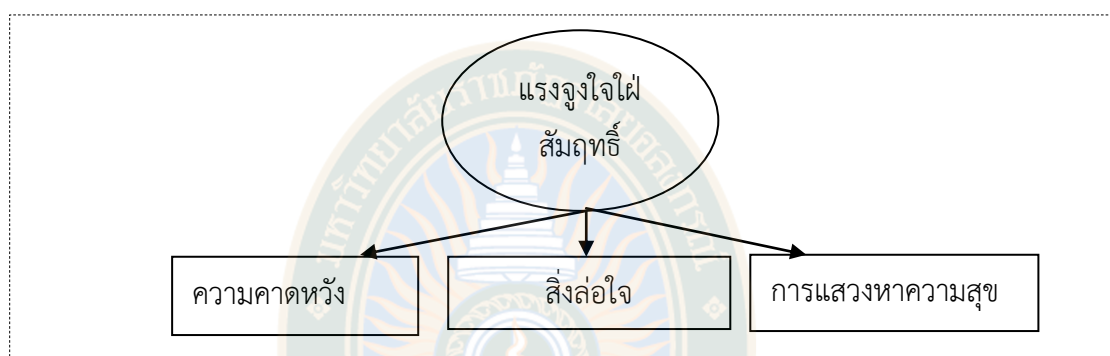 แรงจูงใจใฝ่
สัมฤทธิ์
ความคาดหวัง
สิ่งล่อใจ
การแสวงหาความสุข